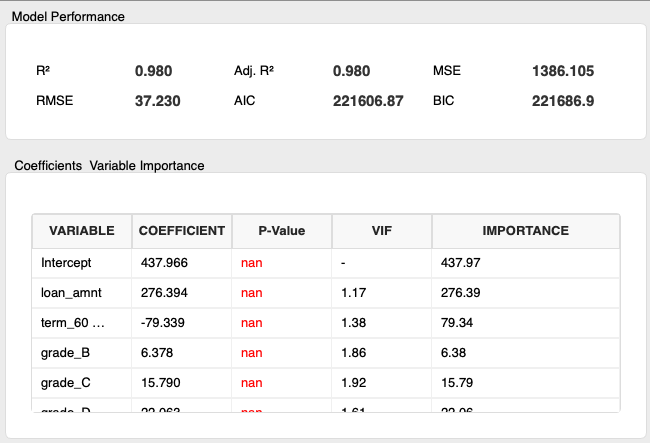 Model Performance
R² 0.980 Adj. R² 0.980 MSE 1386.105
RMSE 37.230 AIC 221606.87 BIC 221686.9
Coefficients Variable Importance
VARIABLE COEFFICIENT P-Value VIF IMPORTANCE
Intercept 437.966 nan - 437.97
loan_amnt 276.394 nan 1.17 276.39
term_60 ... -79.339 nan 1.38 79.34
grade_B 6.378 nan 1.86 6.38
grade_C 15.790 nan 1.92 15.79
grade_D 22.063 nan 1.61 22.06